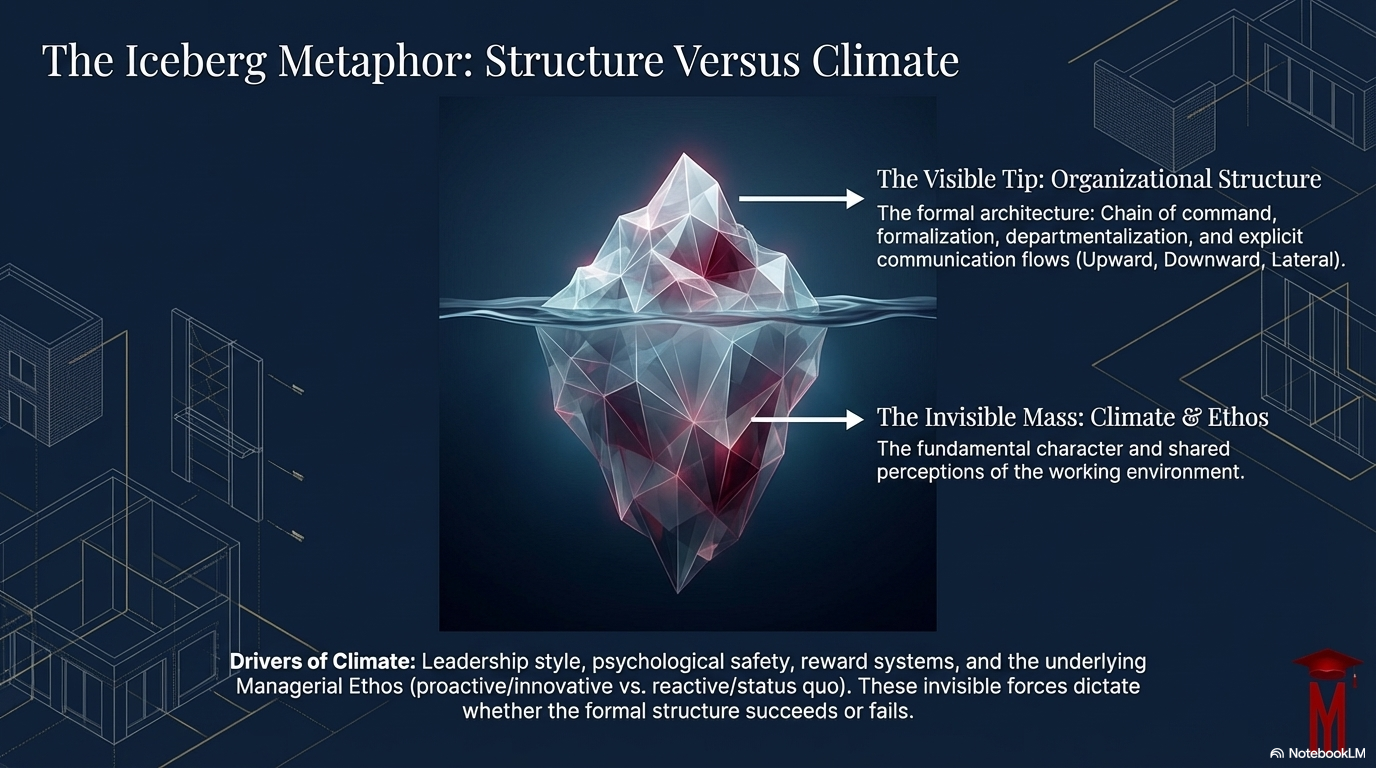 The Iceberg Metaphor: Structure Versus Climate
The Visible Tip: Organizational Structure
The formal architecture: Chain of command,
formalization, departmentalization, and explicit
communication flows (Upward, Downward, Lateral).
The Invisible Mass: Climate & Ethos
The fundamental character and shared
perceptions of the working environment.
Drivers of Climate: Leadership style, psychological safety, reward systems, and the underlying
Managerial Ethos (proactive/innovative vs. reactive/status quo). These invisible forces dictate
whether the formal structure succeeds or fails.
M
NotebookLM